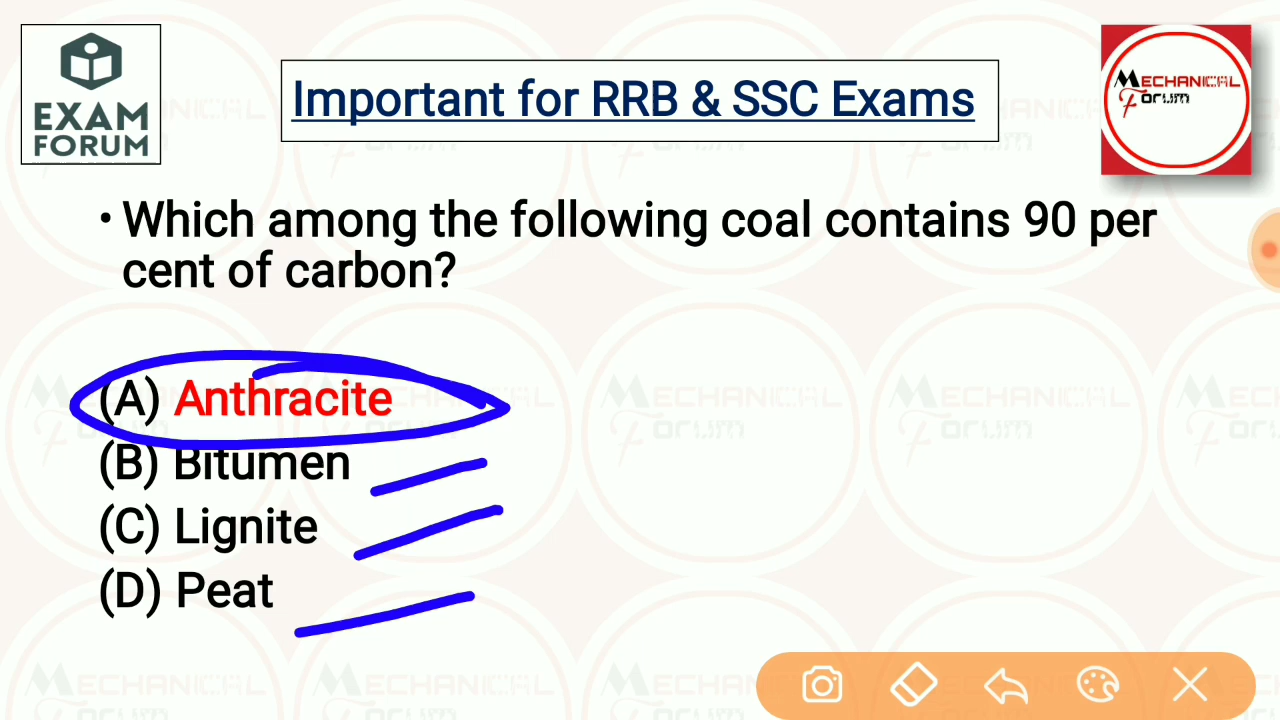 EXAM
FORUM
Important for RRB & SSC Exams
MECHANICAL
Forum
• Which among the following coal contains 90 per
cent of carbon?
(A) Anthracite
(B) Bitumen
(C) Lignite
(D) Peat